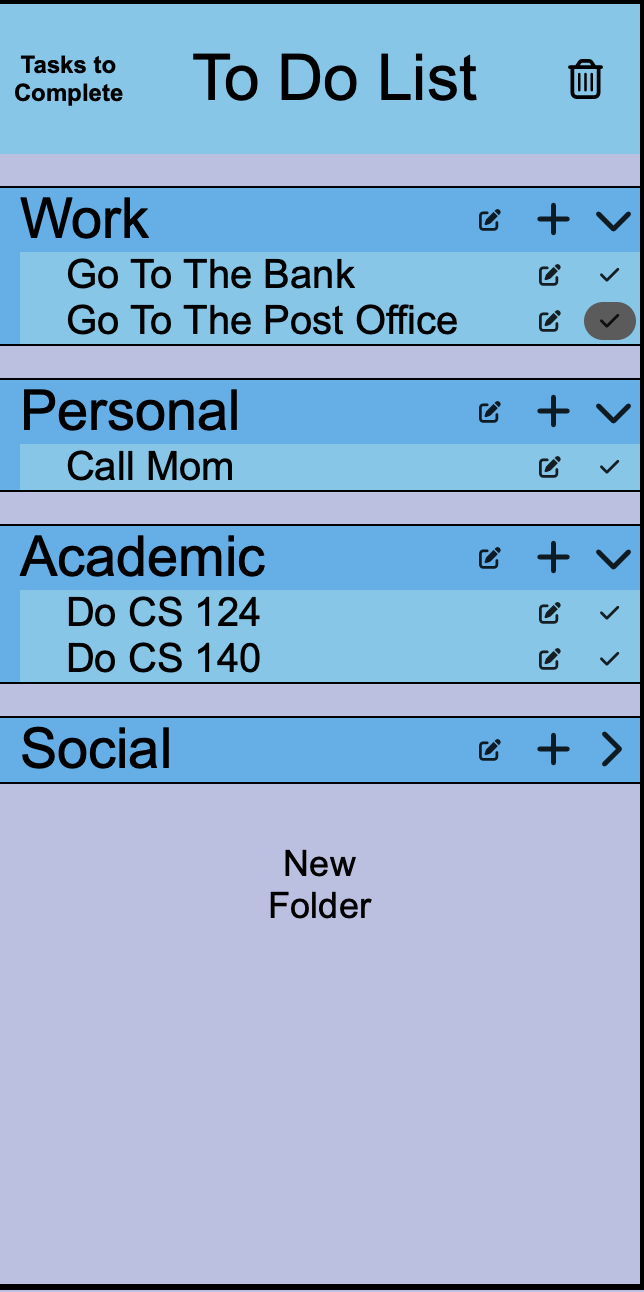 Tasks to
Complete
To Do List
Work
Go To The Bank
Go To The Post Office
Personal
Call Mom
Academic
Do CS 124
Do CS 140
Social
New
Folder